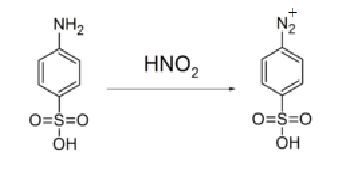 NH₂
HNO₂
N₂⁺
O=S=O
OH
O=S=O
OH